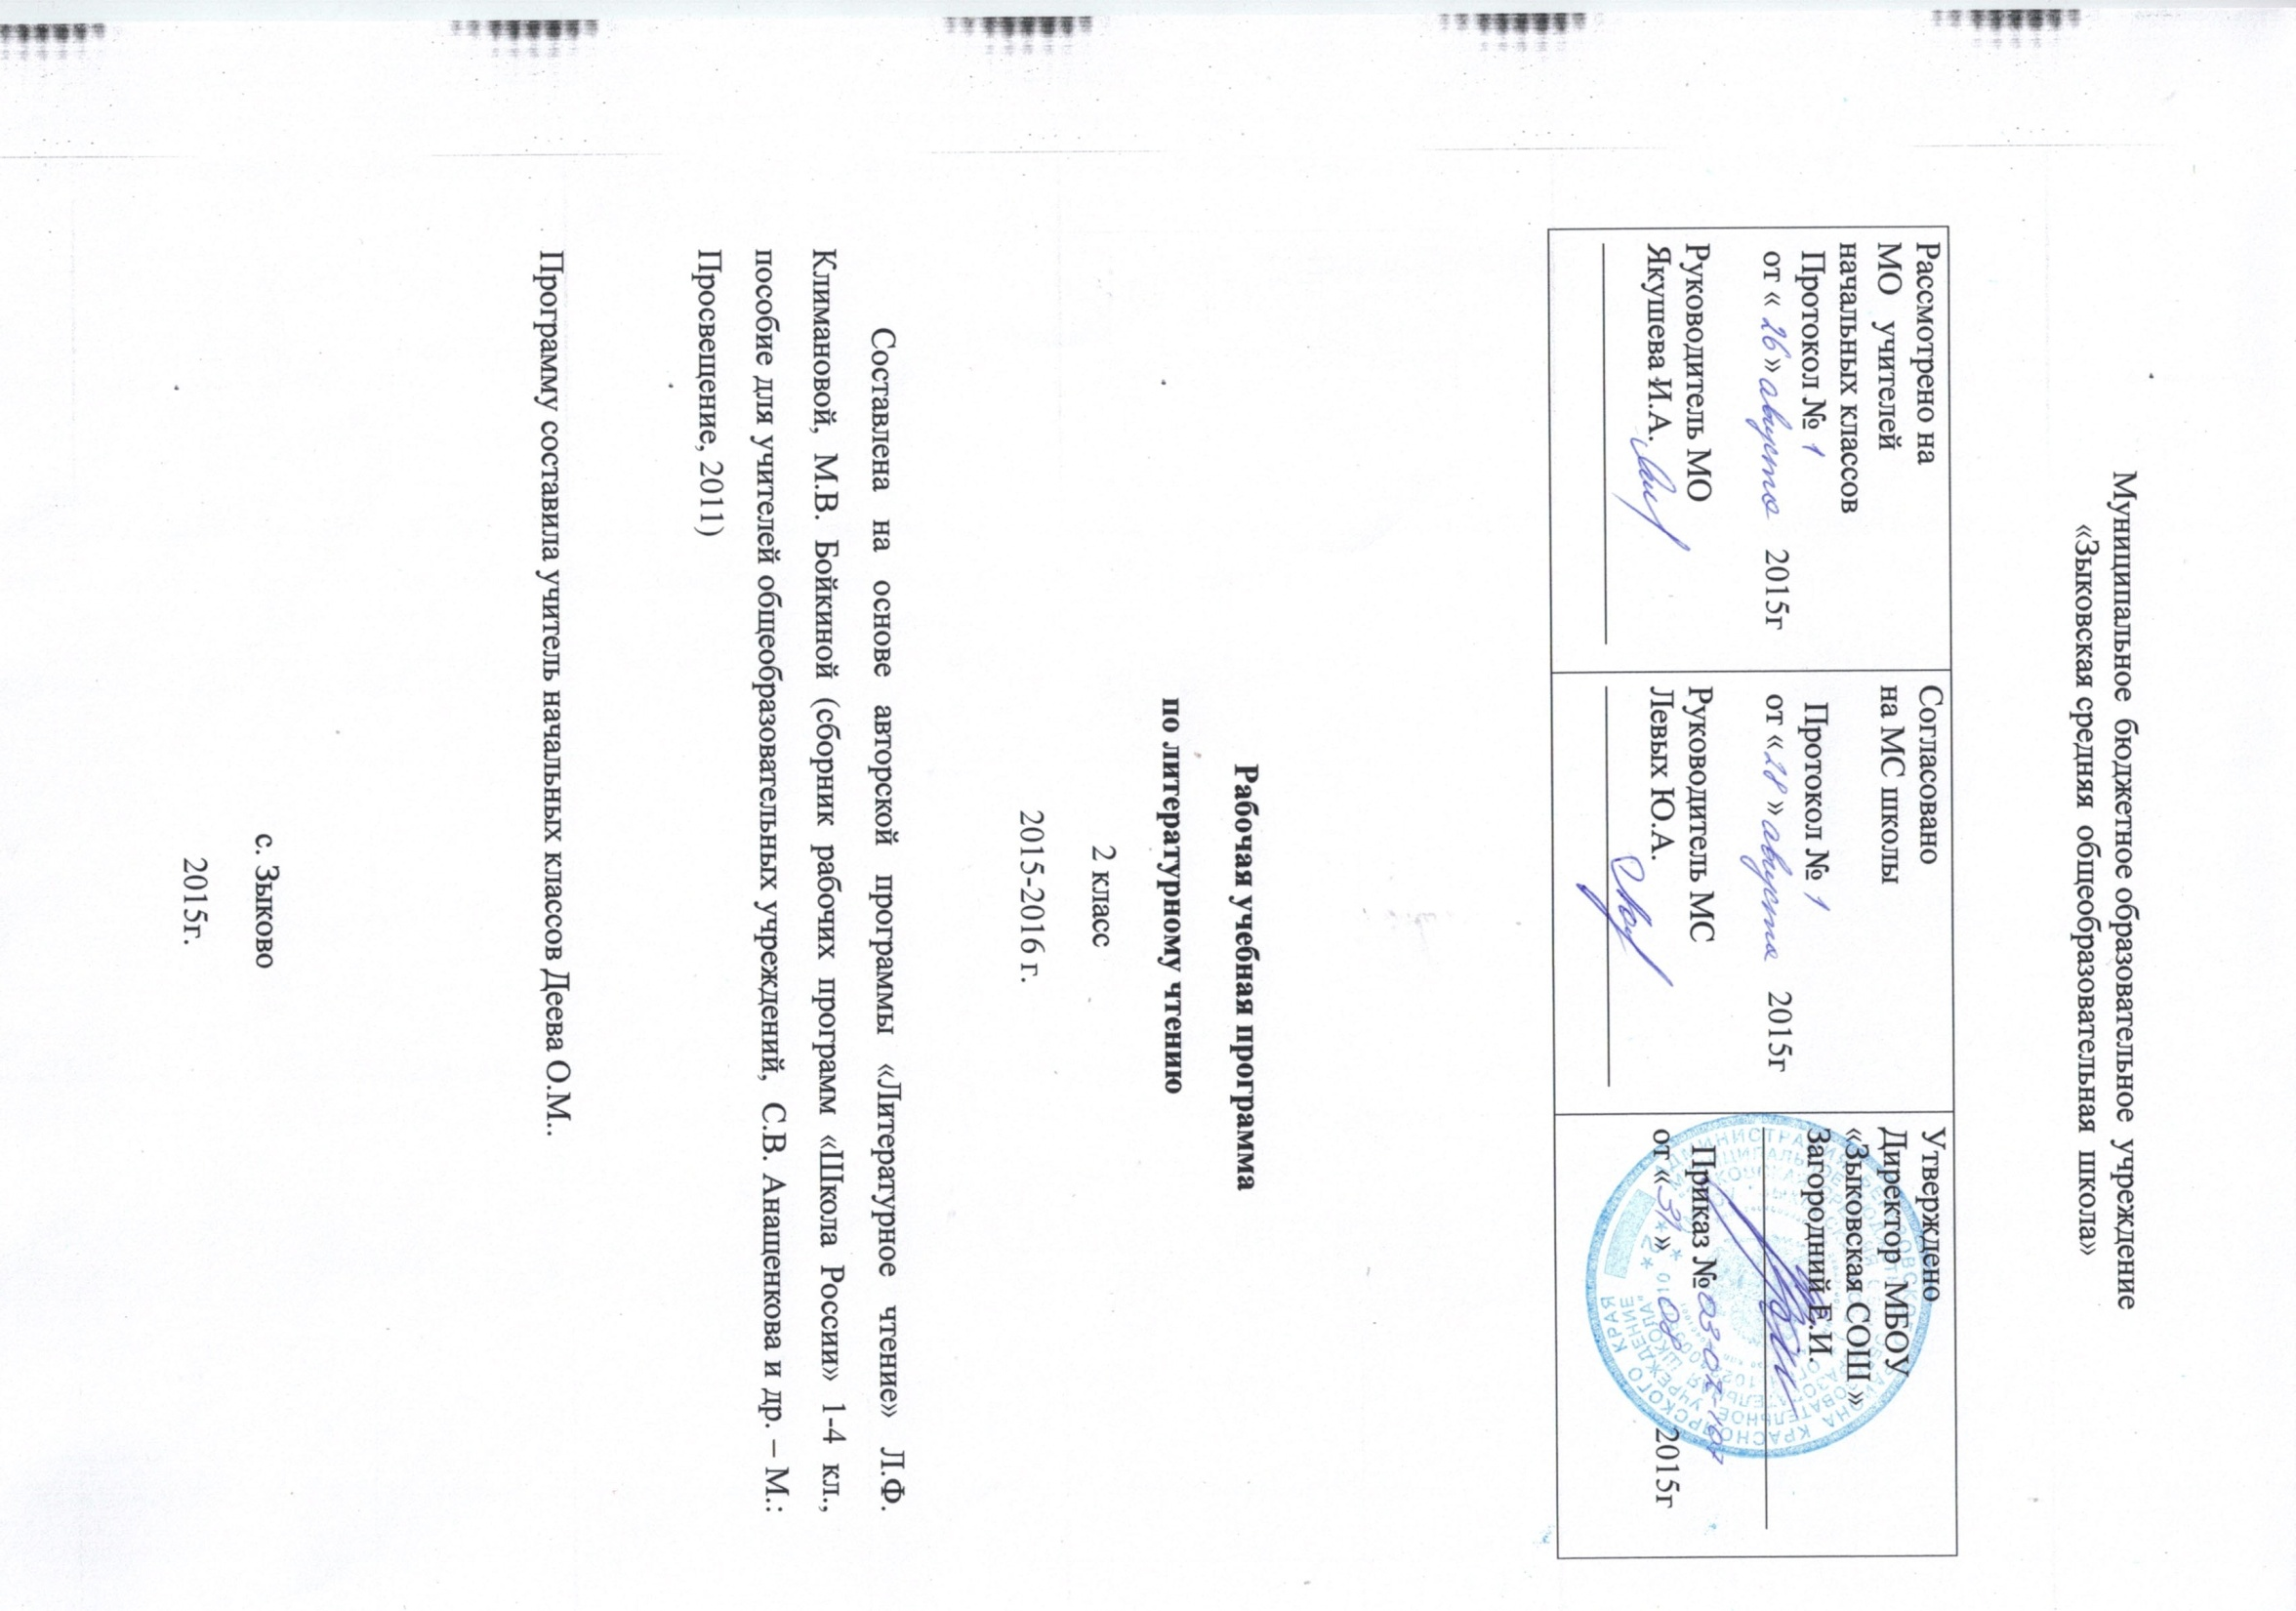 Муниципальное бюджетное образовательное учреждение
«Зыковская средняя общеобразовательная школа»
Рассмотрено на
МО учителей
начальных классов
Протокол № 1
от « 26 » августа 2015г
Руководитель МО
Якушева И.А.
Согласовано
на МС школы
Протокол № 1
от « 28 » августа 2015г
Руководитель МС
Левых Ю.А.
Утверждено
Директор МБОУ
«Зыковская СОШ»
Загородний Е.И.
Приказ №
от « 31 » 08 2015г
Рабочая учебная программа
по литературному чтению
2 класс
2015-2016 г.
Составлена на основе авторской программы «Литературное чтение» Л.Ф.
Климановой, М.В. Бойкиной (сборник рабочих программ «Школа России» 1-4 кл.,
пособие для учителей общеобразовательных учреждений, С.В. Анащенкова и др. – М.:
Просвещение, 2011)
Программу составила учитель начальных классов Деева О.М..
с. Зыково
2015г.